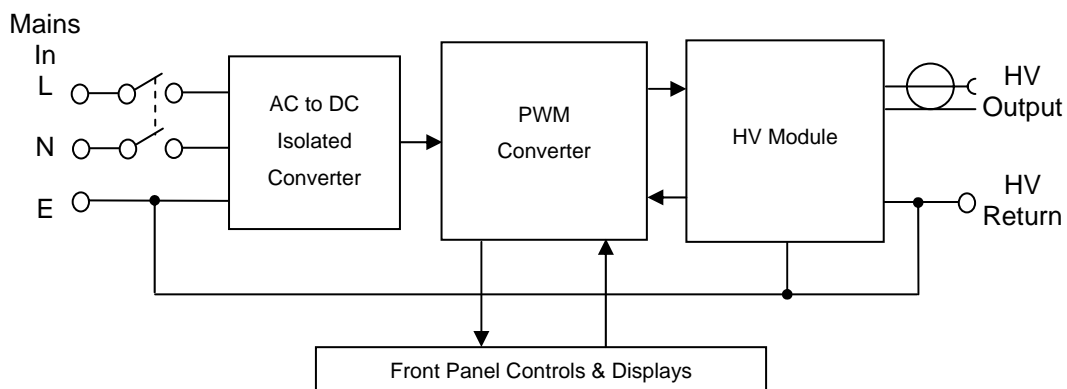 Mains
In
L
N
E
AC to DC
Isolated
Converter
PWM
Converter
HV Module
HV
Output
HV
Return
Front Panel Controls & Displays